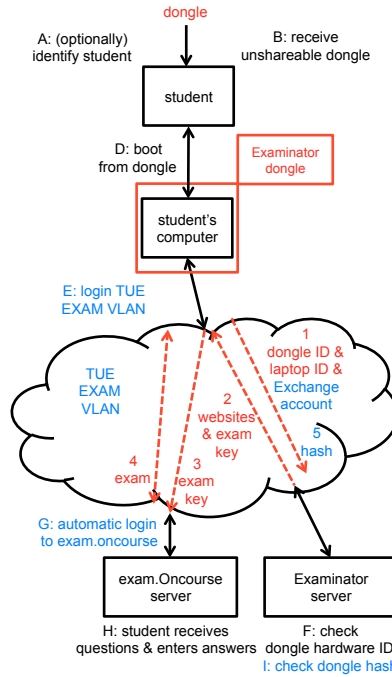 dongle
A: (optionally)
identify student
B: receive
unshareable dongle
student
D: boot
from dongle
Examinator
dongle
student's
computer
E: login TUE
EXAM VLAN
TUE
EXAM
VLAN
1
dongle ID &
laptop ID &
Exchange
account
2
websites
& exam
key
5
hash
4
exam
3
exam
key
G: automatic login
to exam.oncourse
exam.Oncourse
server
Examinator
server
H: student receives
questions & enters answers
F: check
dongle hardware ID
I: check dongle hash